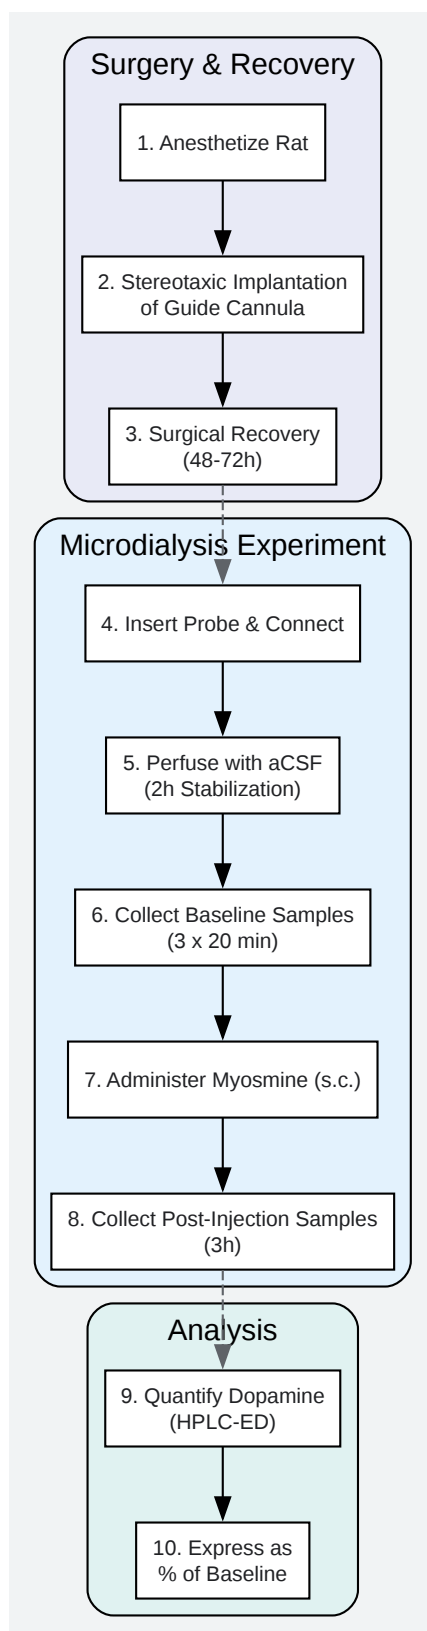 Surgery & Recovery
1. Anesthetize Rat
2. Stereotaxic Implantation
of Guide Cannula
3. Surgical Recovery
(48-72h)
Microdialysis Experiment
4. Insert Probe & Connect
5. Perfuse with aCSF
(2h Stabilization)
6. Collect Baseline Samples
(3 x 20 min)
7. Administer Myosmine (s.c.)
8. Collect Post-Injection Samples
(3h)
Analysis
9. Quantify Dopamine
(HPLC-ED)
10. Express as
% of Baseline